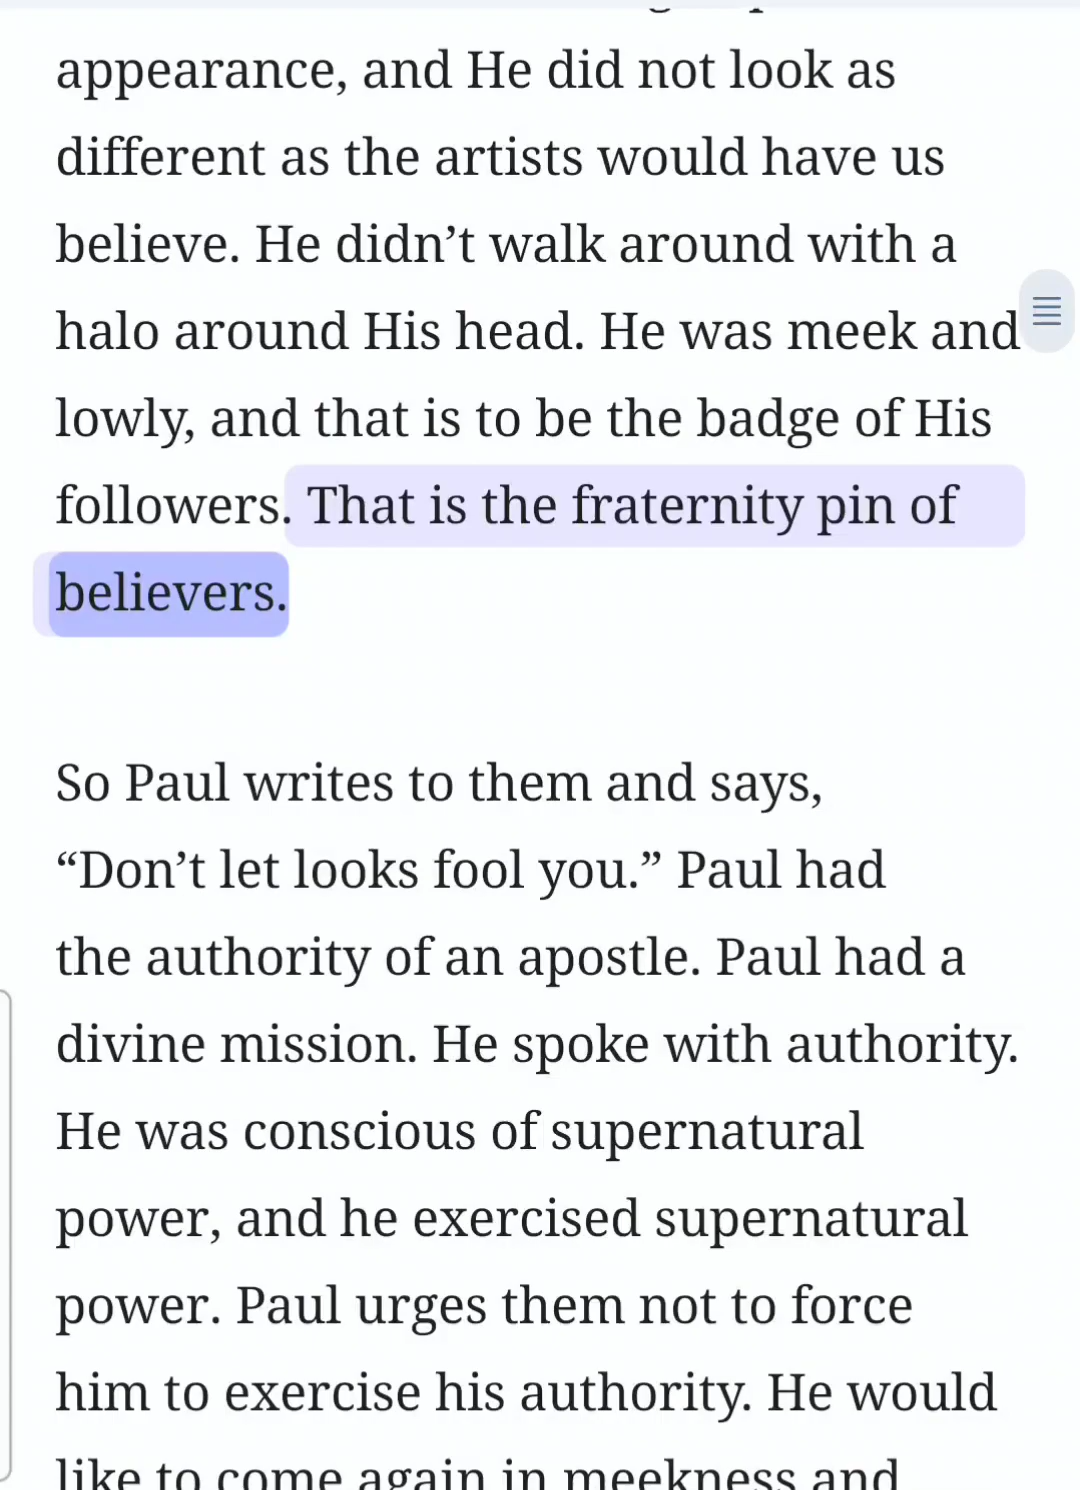 appearance, and He did not look as
different as the artists would have us
believe. He didn’t walk around with a
halo around His head. He was meek and
lowly, and that is to be the badge of His
followers. That is the fraternity pin of
believers.
So Paul writes to them and says,
“Don’t let looks fool you.” Paul had
the authority of an apostle. Paul had a
divine mission. He spoke with authority.
He was conscious of supernatural
power, and he exercised supernatural
power. Paul urges them not to force
him to exercise his authority. He would
like to come again in meekness and